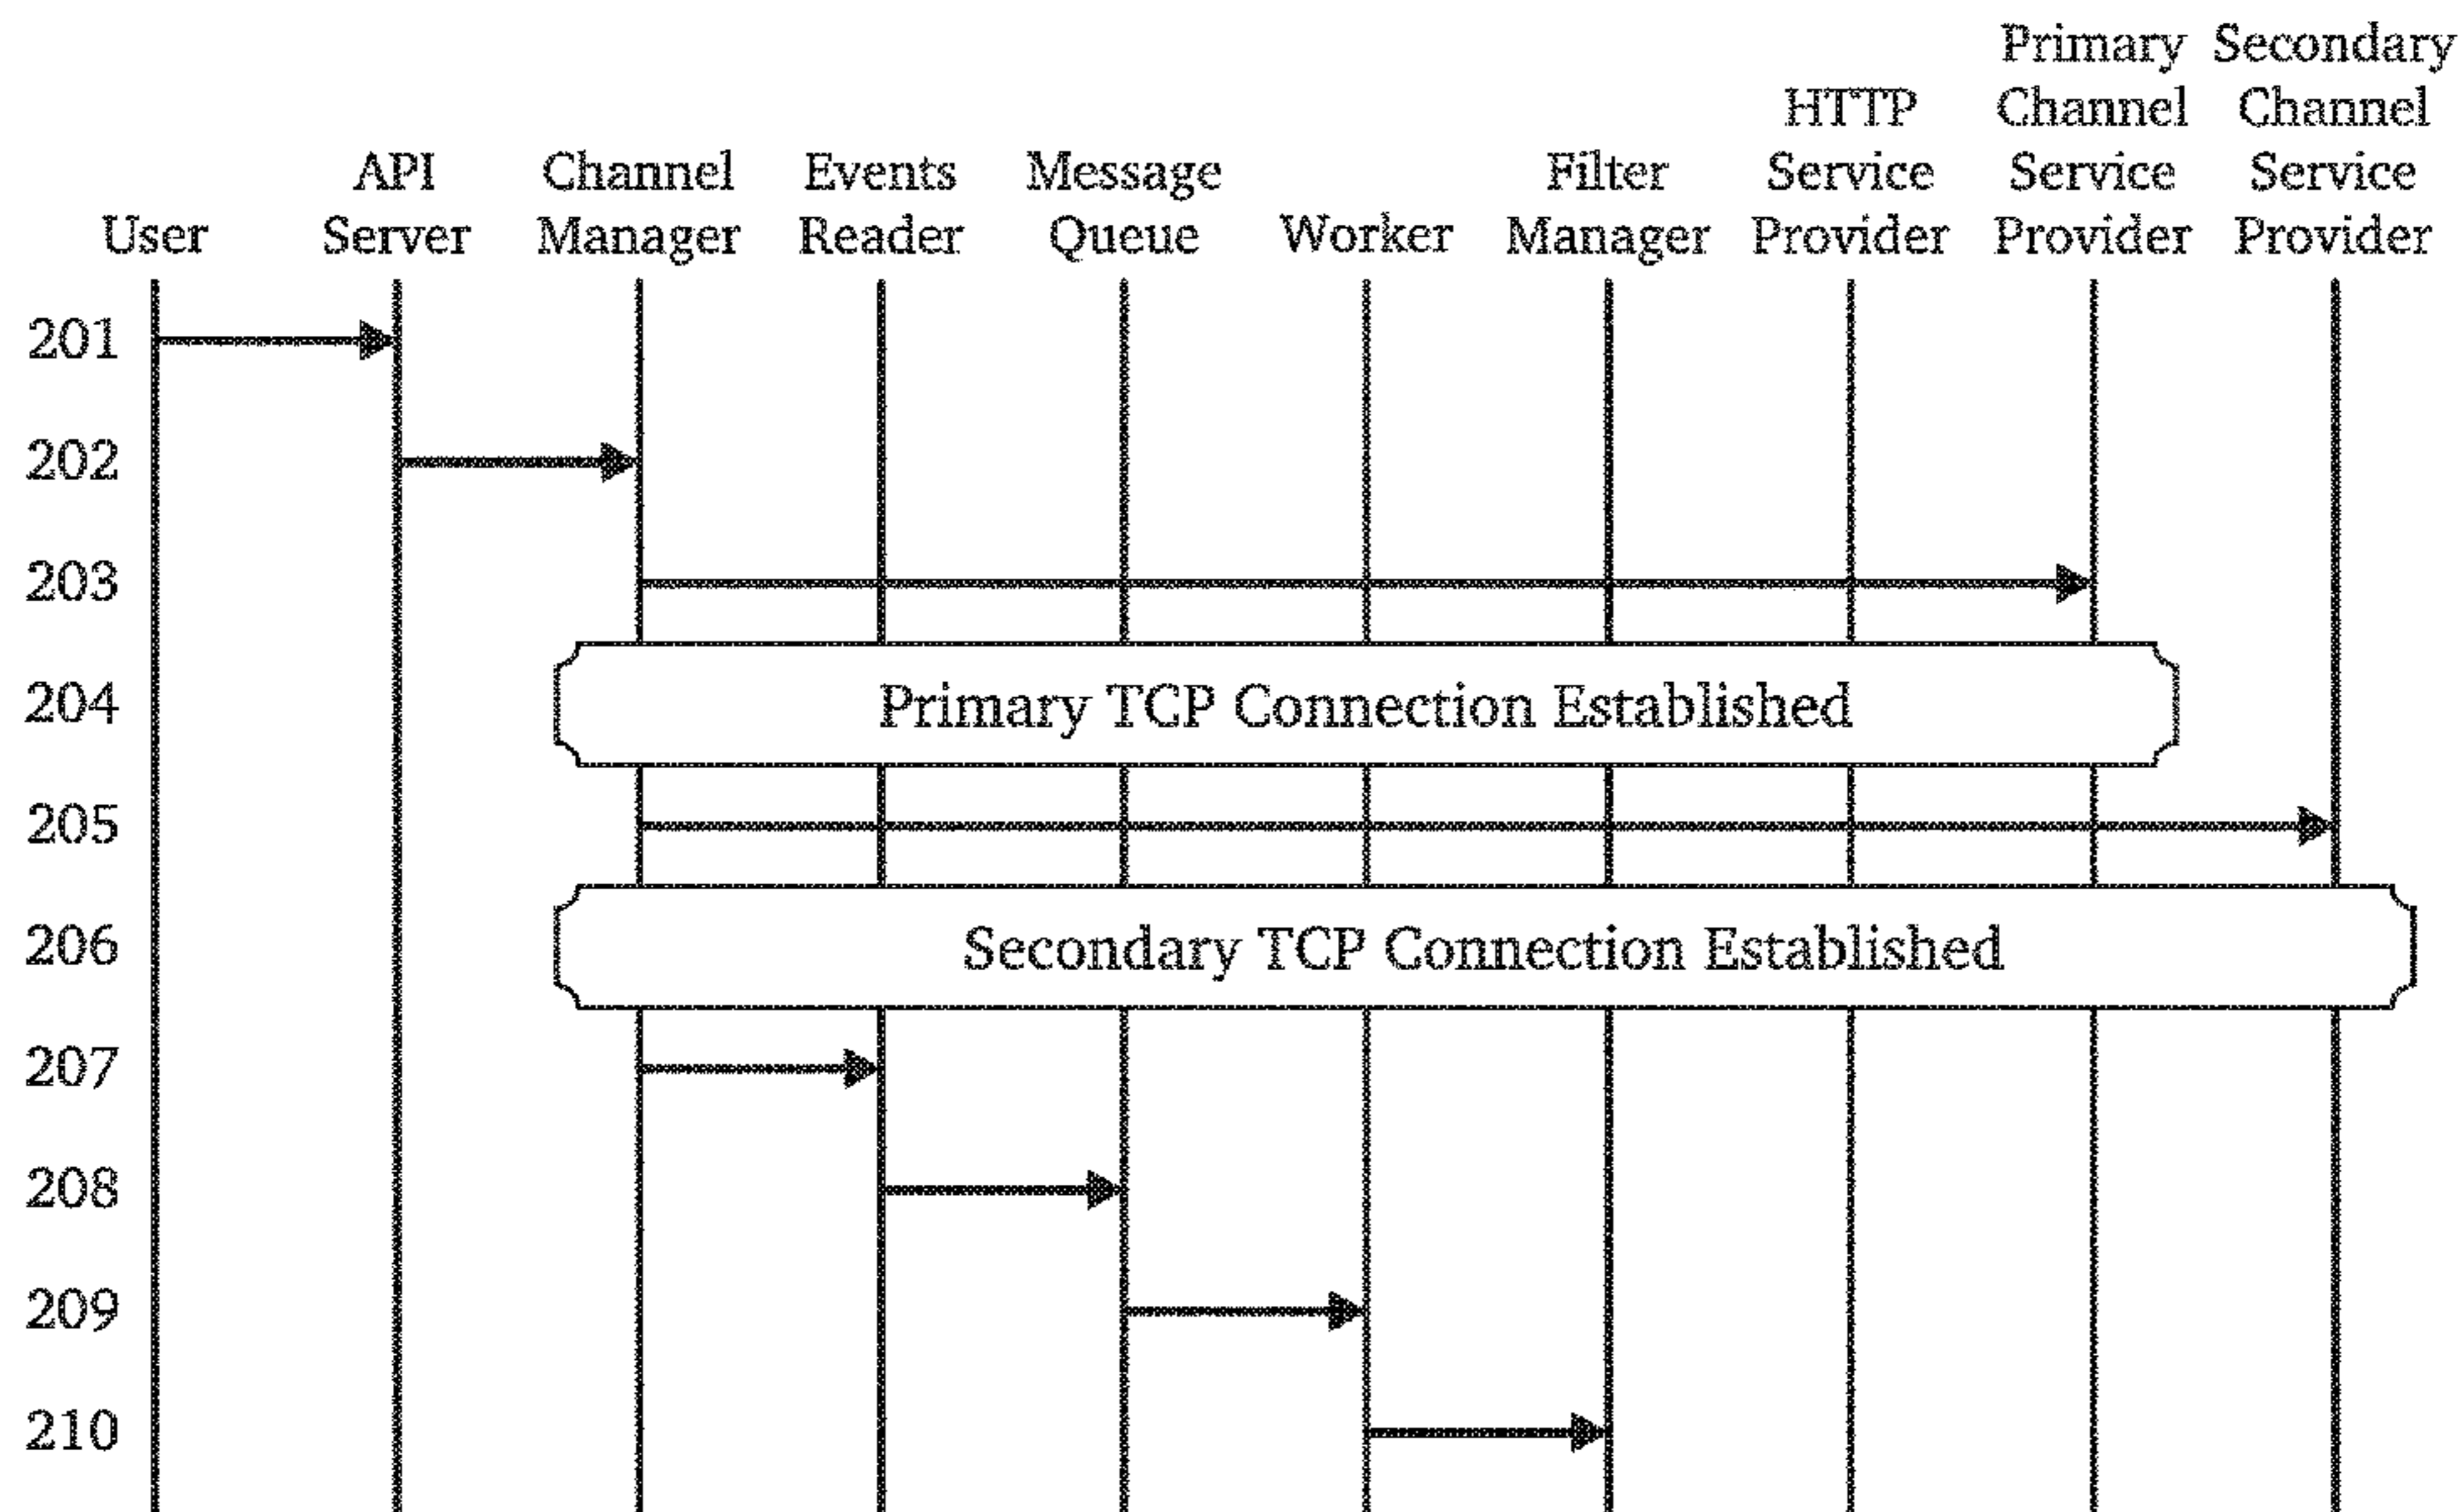 Primary Secondary
HTTP Channel Channel
API Channel Events Message Filter Service Service Service
User Server Manager Reader Queue Worker Manager Provider Provider Provider
201
202
203
204 Primary TCP Connection Established
205
206 Secondary TCP Connection Established
207
208
209
210